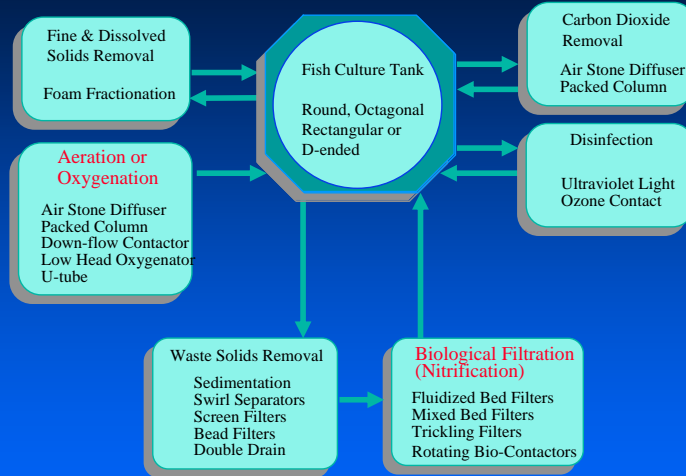 Fine & Dissolved
Solids Removal
Foam Fractionation
Fish Culture Tank
Round, Octagonal
Rectangular or
D-ended
Carbon Dioxide
Removal
Air Stone Diffuser
Packed Column
Disinfection
Ultraviolet Light
Ozone Contact
Aeration or
Oxygenation
Air Stone Diffuser
Packed Column
Down-flow Contactor
Low Head Oxygenator
U-tube
Waste Solids Removal
Sedimentation
Swirl Separators
Screen Filters
Bead Filters
Double Drain
Biological Filtration
(Nitrification)
Fluidized Bed Filters
Mixed Bed Filters
Trickling Filters
Rotating Bio-Contactors